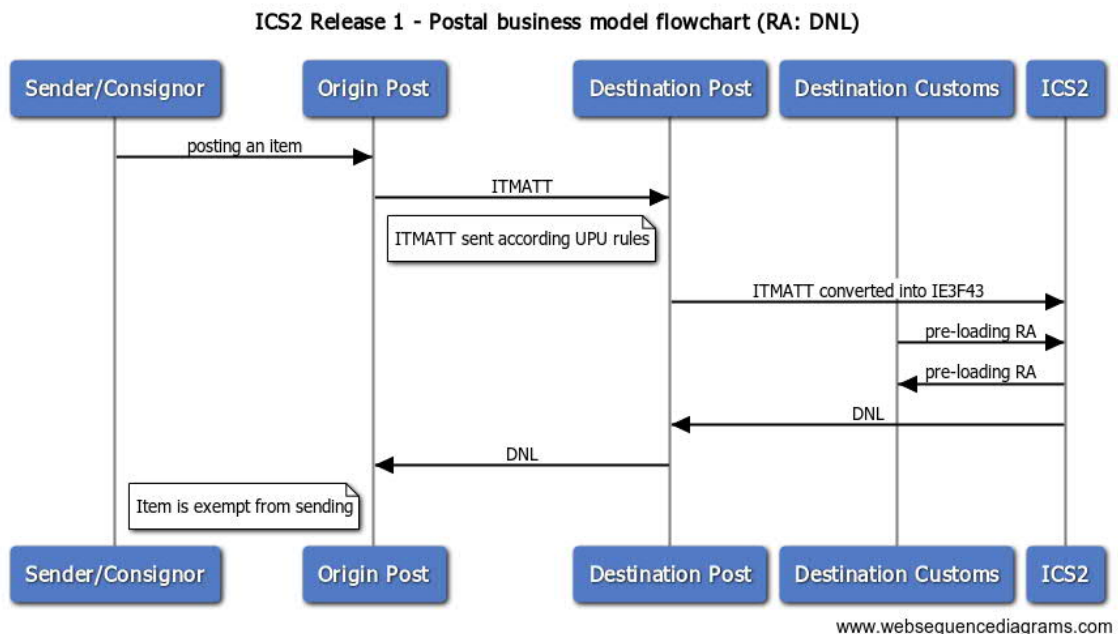 ICS2 Release 1 - Postal business model flowchart (RA: DNL)
Sender/Consignor
Origin Post
Destination Post
Destination Customs
ICS2
posting an item
ITMATT
ITMATT sent according UPU rules
ITMATT converted into IE3F43
pre-loading RA
pre-loading RA
DNL
DNL
Item is exempt from sending
Sender/Consignor
Origin Post
Destination Post
Destination Customs
ICS2
www.websequencediagrams.com